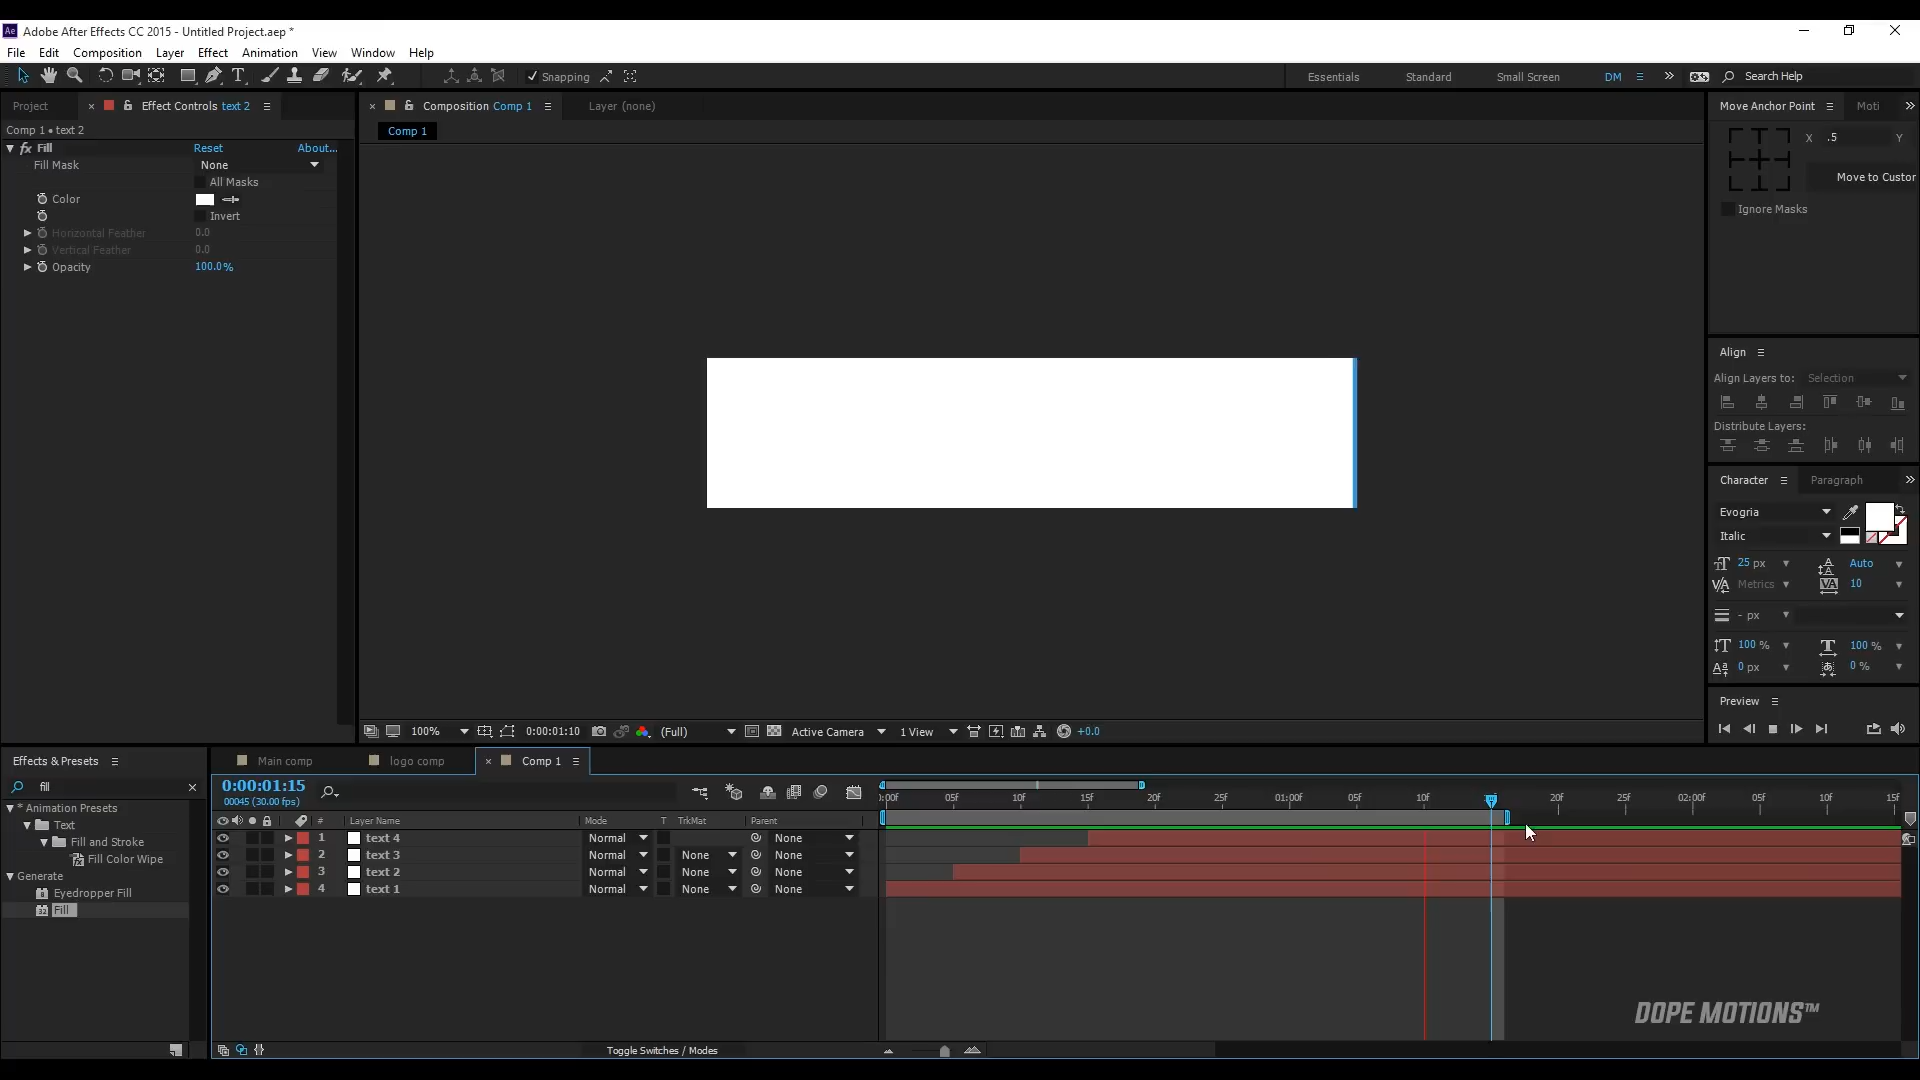 Adobe After Effects CC 2015 - Untitled Project.aep *
File Edit Composition Layer Effect Animation View Window Help
Snapping Essentials Standard Small Screen DM Search Help
Project Effect Controls text 2 Composition Comp 1 Layer (none) Move Anchor Point Moti
Comp 1 • text 2
Comp 1
X .5 Y
Fill Reset About...
Fill Mask None
All Masks
Move to Custor
Color
Invert
Ignore Masks
Horizontal Feather 0.0
Vertical Feather 0.0
Opacity 100.0%
Align
Align Layers to: Selection
Distribute Layers:
Character Paragraph
Evogria
Italic
25 px Auto
Metrics 10
- px
100 % 100 %
0 px 0 %
Preview
100% 0:00:01:10 (Full) Active Camera 1 View +0.0
Effects & Presets Main comp logo comp Comp 1
fill 0:00:01:15
00045 (30.00 fps)
):00f 05f 10f 15f 20f 25f 01:00f 05f 10f 20f 25f 02:00f 05f 10f 15f
* Animation Presets
Text
Fill and Stroke
Fill Color Wipe
Generate
Eyedropper Fill
Fill
# Layer Name Mode T TrkMat Parent
1 text 4 Normal None
2 text 3 Normal None None
3 text 2 Normal None None
4 text 1 Normal None None
DOPE MOTIONS™
Toggle Switches / Modes